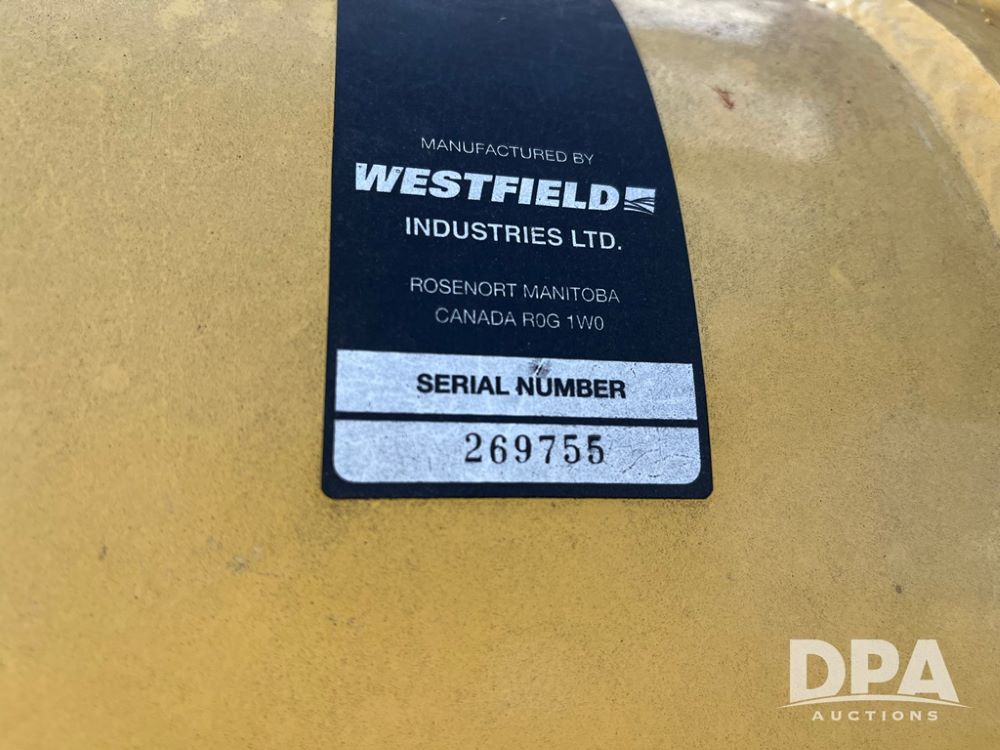 MANUFACTURED BY
WESTFIELD
INDUSTRIES LTD.
ROSENORT MANITOBA
CANADA R0G 1W0
SERIAL NUMBER
269755
DPA
AUCTIONS